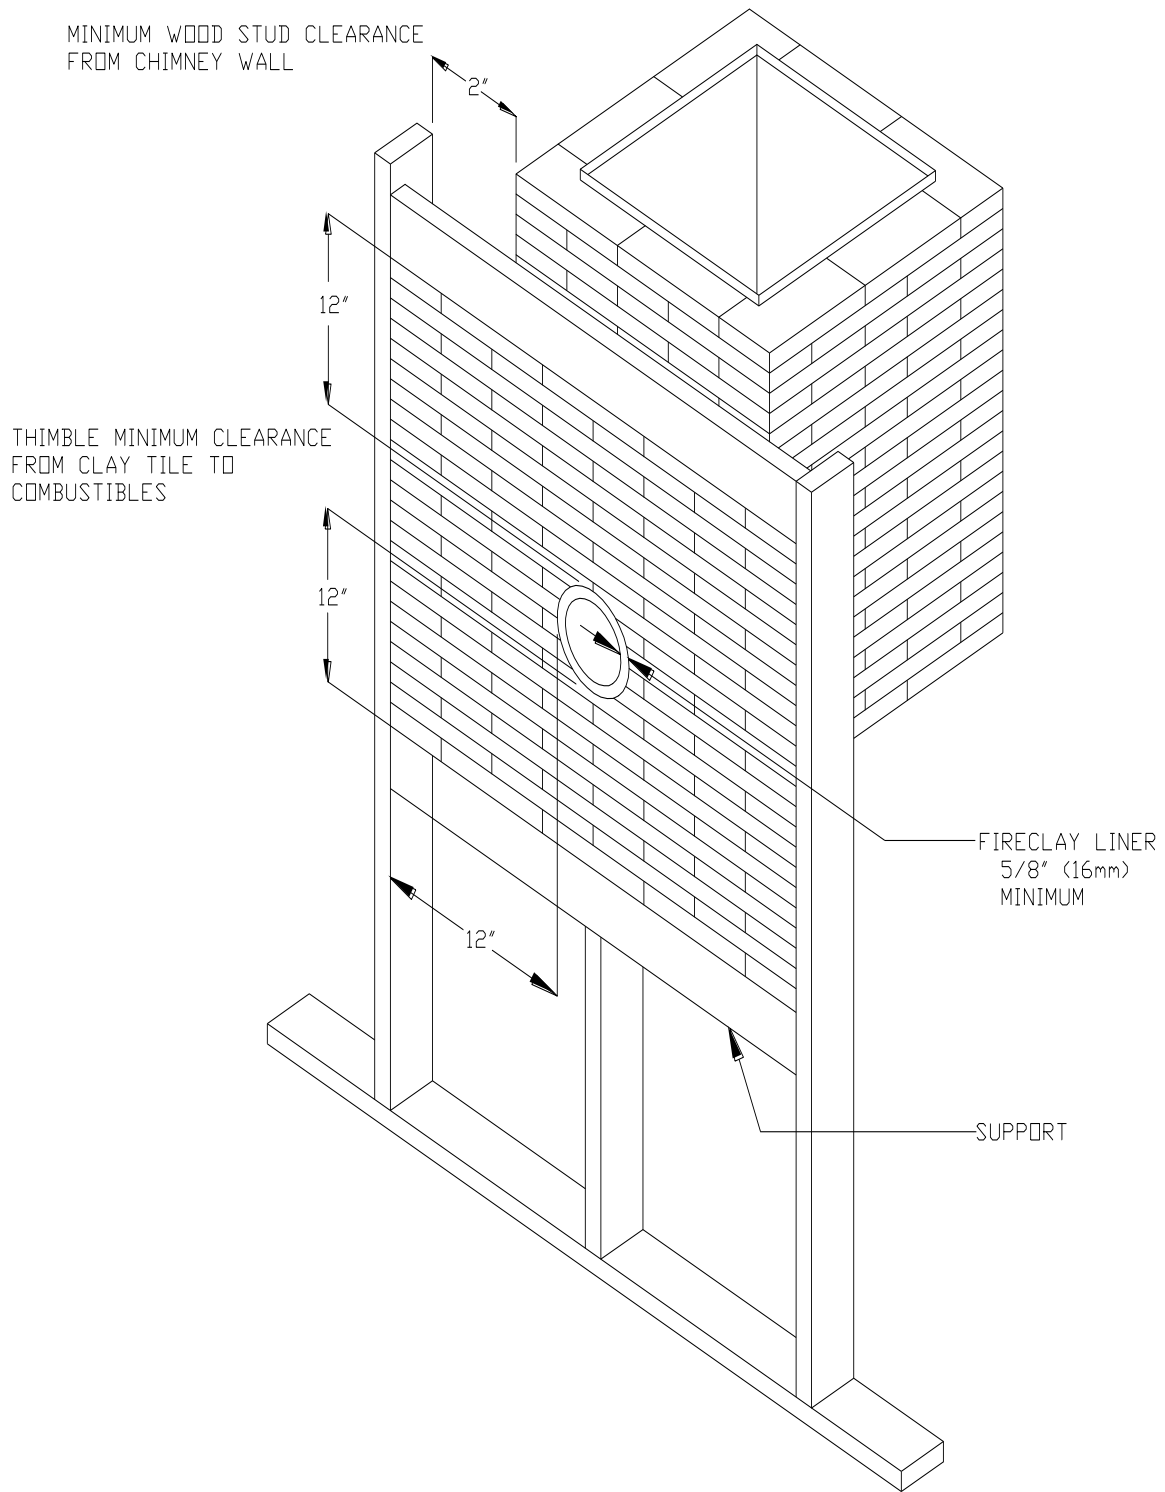 MINIMUM WOOD STUD CLEARANCE
FROM CHIMNEY WALL
2"
12"
THIMBLE MINIMUM CLEARANCE
FROM CLAY TILE TO
COMBUSTIBLES
12"
FIRECLAY LINER
5/8" (16mm)
MINIMUM
12"
SUPPORT